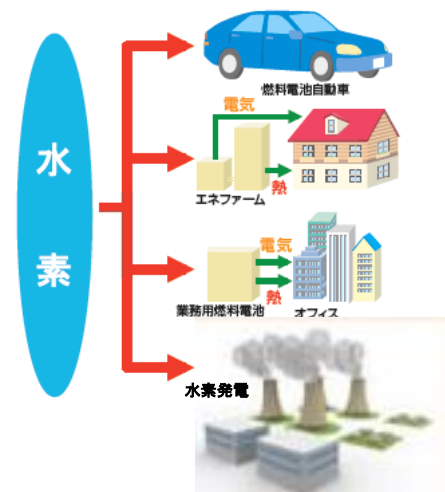 水素
燃料電池自動車
電気
熱
エネファーム
電気
熱
業務用燃料電池
オフィス
水素発電